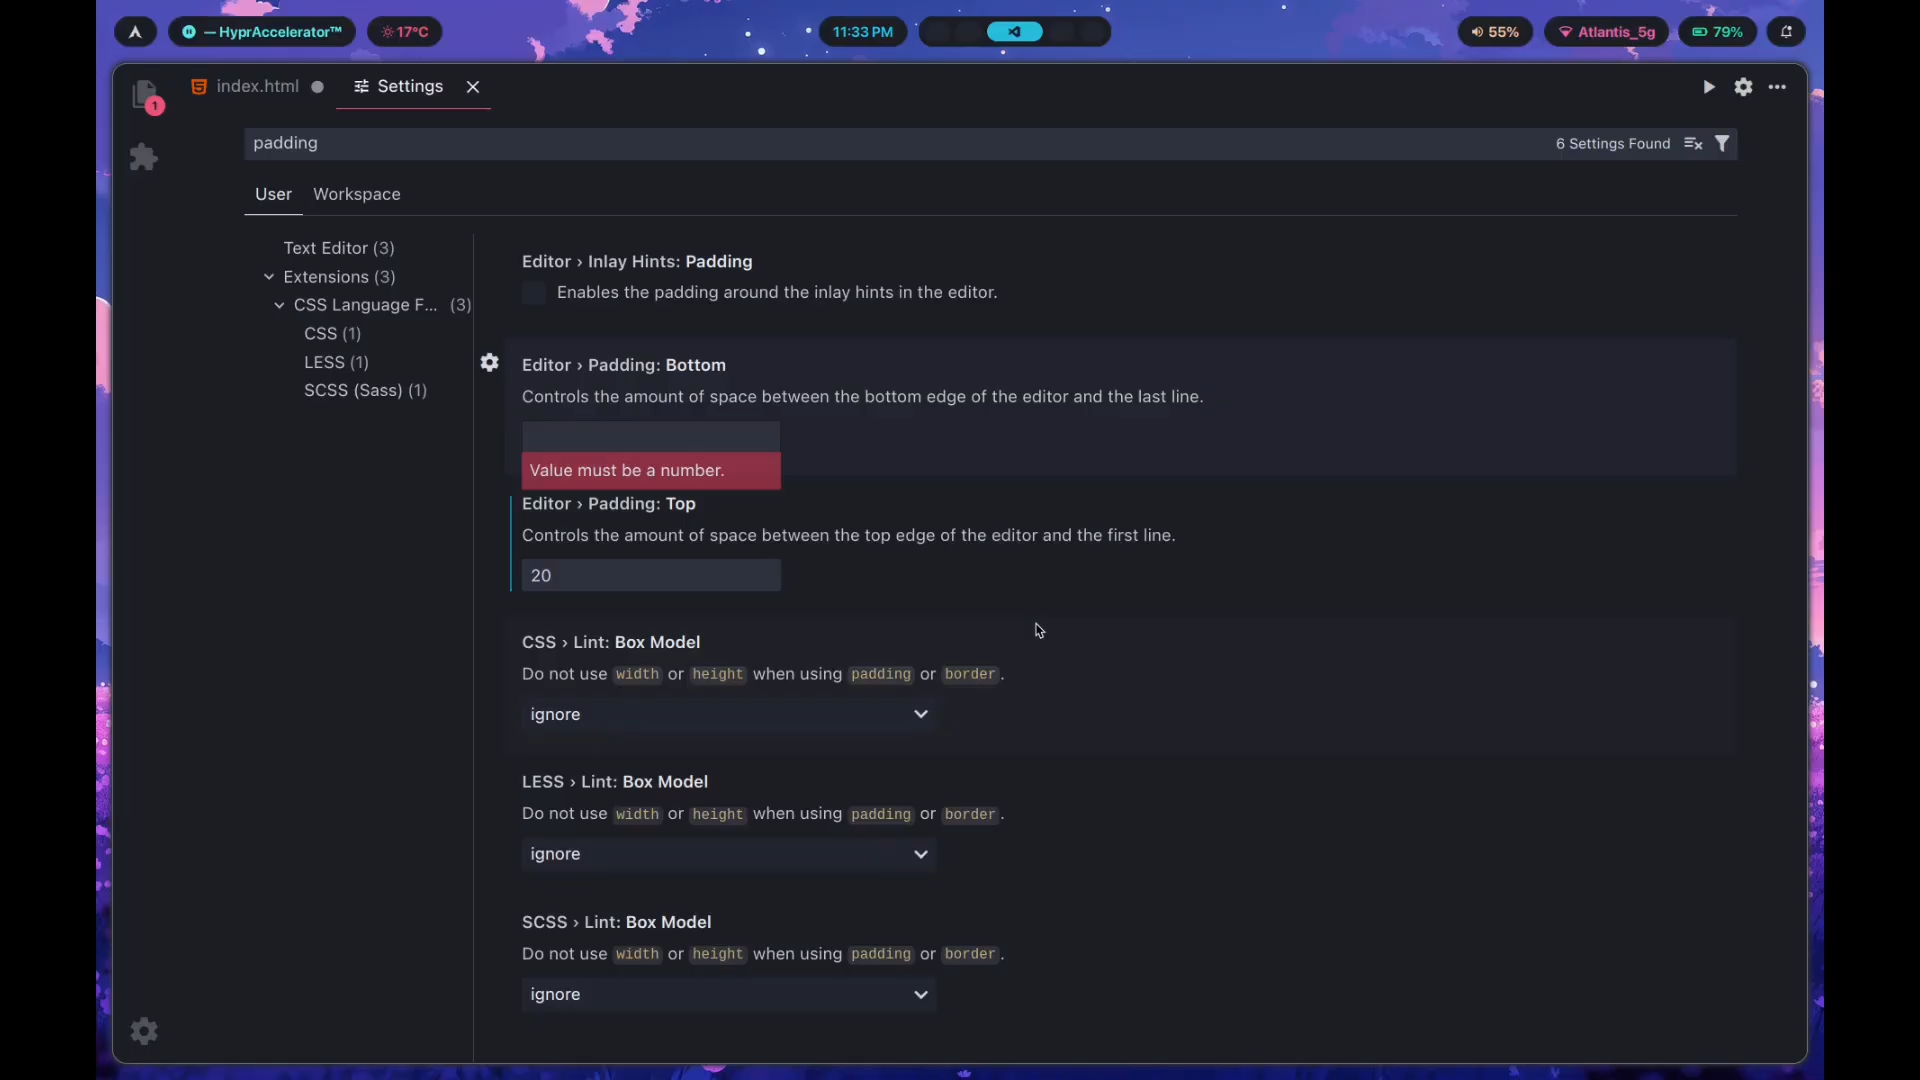 — HyprAccelerator™
17°C
11:33 PM
55%
Atlantis_5g
79%
1
index.html
Settings
padding
6 Settings Found
User
Workspace
Text Editor (3)
Extensions (3)
CSS Language F... (3)
CSS (1)
LESS (1)
SCSS (Sass) (1)
Editor › Inlay Hints: Padding
Enables the padding around the inlay hints in the editor.
Editor › Padding: Bottom
Controls the amount of space between the bottom edge of the editor and the last line.
Value must be a number.
Editor › Padding: Top
Controls the amount of space between the top edge of the editor and the first line.
20
CSS › Lint: Box Model
Do not use width or height when using padding or border.
ignore
LESS › Lint: Box Model
Do not use width or height when using padding or border.
ignore
SCSS › Lint: Box Model
Do not use width or height when using padding or border.
ignore